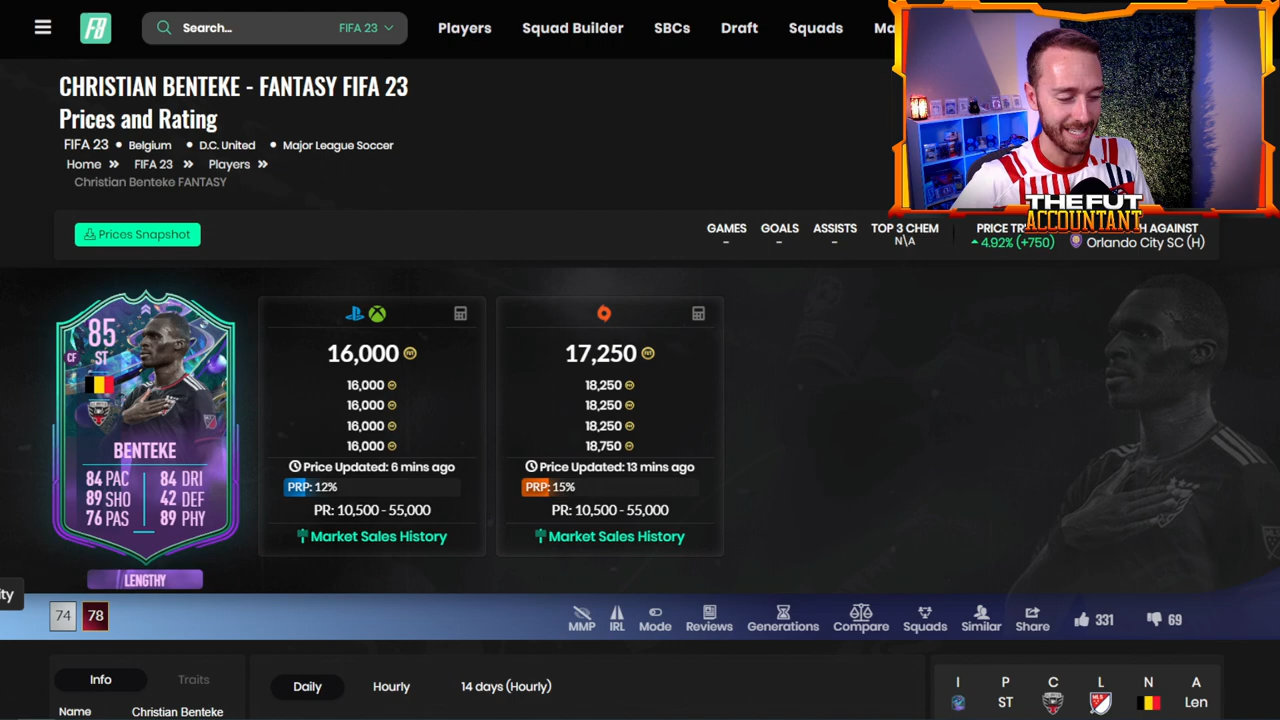 FB
Search...
FIFA 23
Players
Squad Builder
SBCs
Draft
Squads
Ma
CHRISTIAN BENTEKE - FANTASY FIFA 23
Prices and Rating
FIFA 23 • Belgium • D.C. United • Major League Soccer
Home » FIFA 23 » Players »
Christian Benteke FANTASY
THE FUT
ACCOUNTANT
Prices Snapshot
GAMES
-
GOALS
-
ASSISTS
-
TOP 3 CHEM
N\A
PRICE TR
4.92% (+750)
H AGAINST
Orlando City SC (H)
85
ST
CF
BENTEKE
84 PAC
89 SHO
76 PAS
84 DRI
42 DEF
89 PHY
LENGTHY
16,000
16,000
16,000
16,000
16,000
Price Updated: 6 mins ago
PRP: 12%
PR: 10,500 - 55,000
Market Sales History
17,250
18,250
18,250
18,250
18,750
Price Updated: 13 mins ago
PRP: 15%
PR: 10,500 - 55,000
Market Sales History
ity
74
78
MMP
IRL
Mode
Reviews
Generations
Compare
Squads
Similar
Share
331
69
Info
Traits
Name
Christian Benteke
Daily
Hourly
14 days (Hourly)
I
P
C
L
N
A
ST
Len